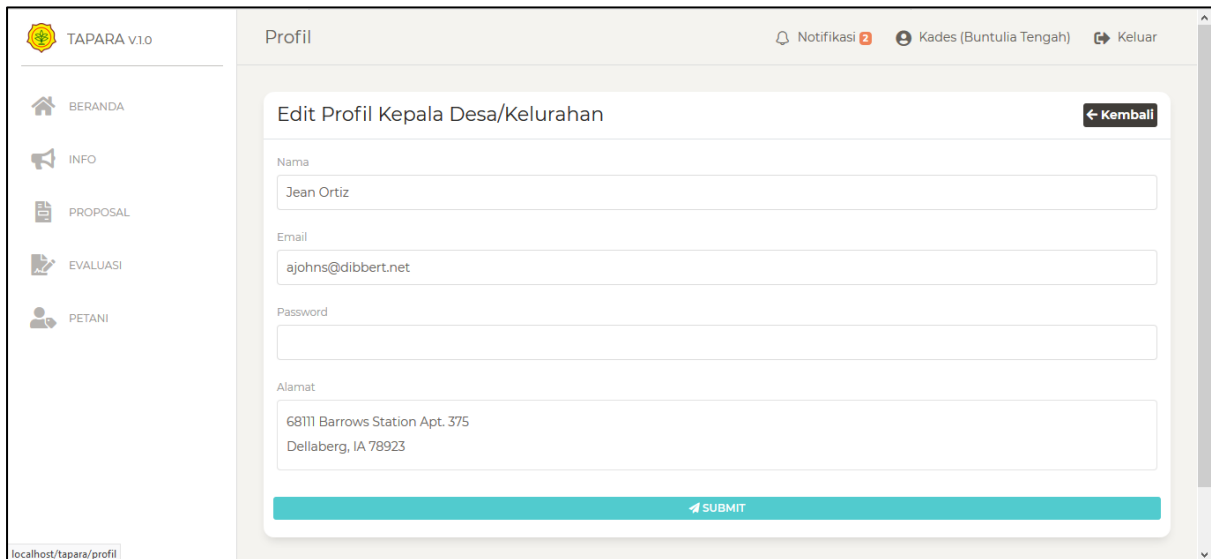 TAPARA V.1.0
Profil
Notifikasi 2
Kades (Buntulia Tengah)
Keluar
BERANDA
INFO
PROPOSAL
EVALUASI
PETANI
Edit Profil Kepala Desa/Kelurahan
Kembali
Nama
Jean Ortiz
Email
ajohns@dibbert.net
Password
Alamat
68111 Barrows Station Apt. 375
Dellaberg, IA 78923
SUBMIT
localhost/tapara/profil